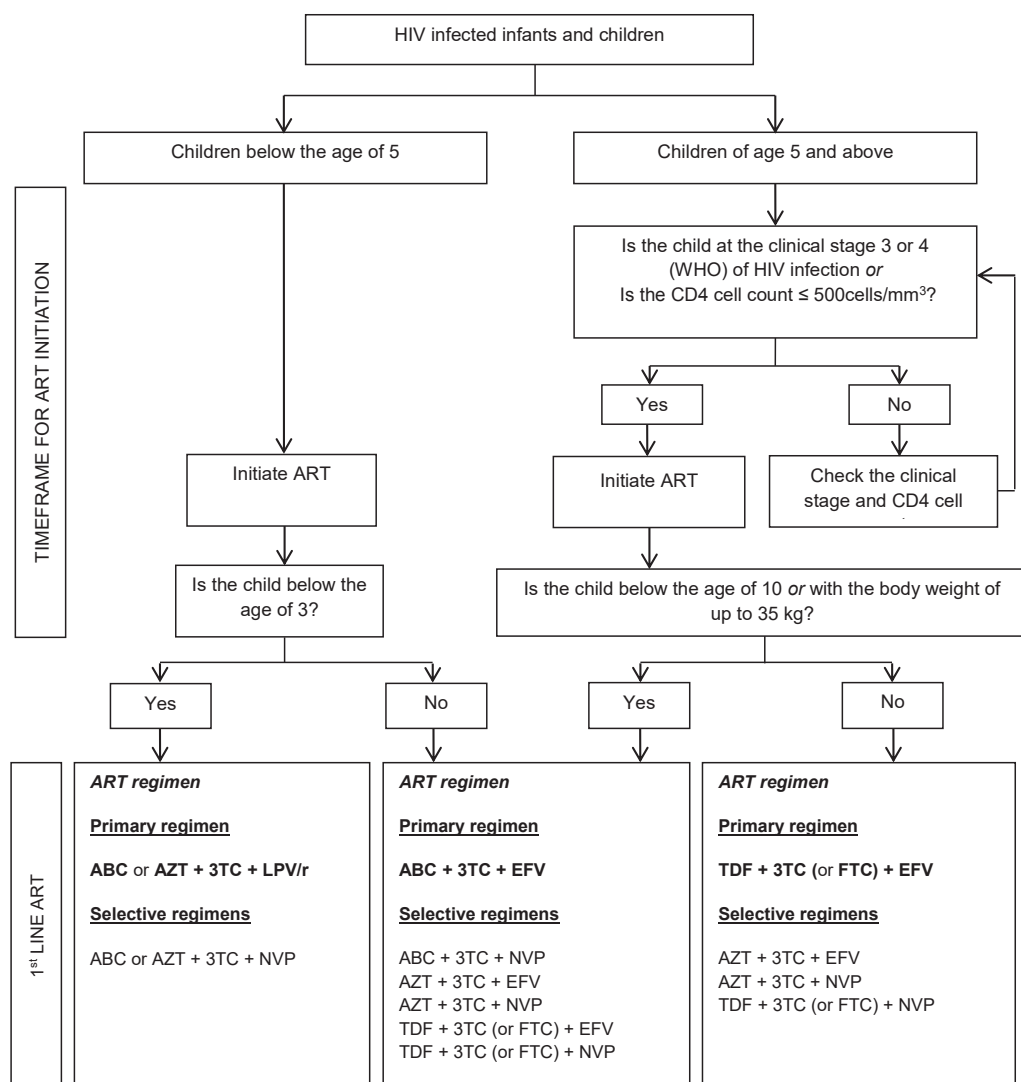 HIV infected infants and children
Children below the age of 5
Children of age 5 and above
TIMEFRAME FOR ART INITIATION
Is the child at the clinical stage 3 or 4
(WHO) of HIV infection or
Is the CD4 cell count ≤ 500cells/mm³?
Yes
No
Initiate ART
Initiate ART
Check the clinical
stage and CD4 cell
Is the child below the
age of 3?
Is the child below the age of 10 or with the body weight of
up to 35 kg?
Yes
No
Yes
No
1st LINE ART
ART regimen
Primary regimen
ABC or AZT + 3TC + LPV/r
Selective regimens
ABC or AZT + 3TC + NVP
ART regimen
Primary regimen
ABC + 3TC + EFV
Selective regimens
ABC + 3TC + NVP
AZT + 3TC + EFV
AZT + 3TC + NVP
TDF + 3TC (or FTC) + EFV
TDF + 3TC (or FTC) + NVP
ART regimen
Primary regimen
TDF + 3TC (or FTC) + EFV
Selective regimens
AZT + 3TC + EFV
AZT + 3TC + NVP
TDF + 3TC (or FTC) + NVP